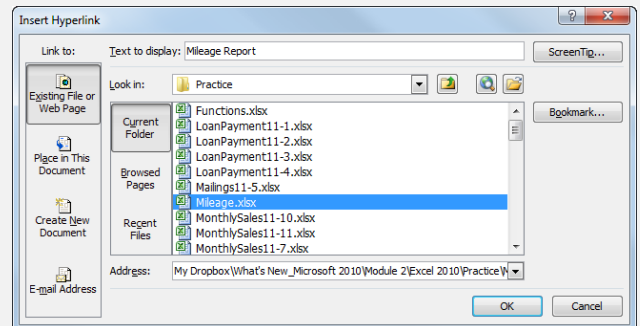 Insert Hyperlink
Link to:
Text to display: Mileage Report
ScreenTip...
Existing File or
Web Page
Look in: Practice
Bookmark...
Current
Folder
Browsed
Pages
Recent
Files
Functions.xlsx
LoanPayment11-1.xlsx
LoanPayment11-2.xlsx
LoanPayment11-3.xlsx
LoanPayment11-4.xlsx
Mailings11-5.xlsx
Mileage.xlsx
MonthlySales11-10.xlsx
MonthlySales11-11.xlsx
MonthlySales11-7.xlsx
Place in This
Document
Create New
Document
E-mail Address
Address: My Dropbox\What's New_Microsoft 2010\Module 2\Excel 2010\Practice\
OK
Cancel